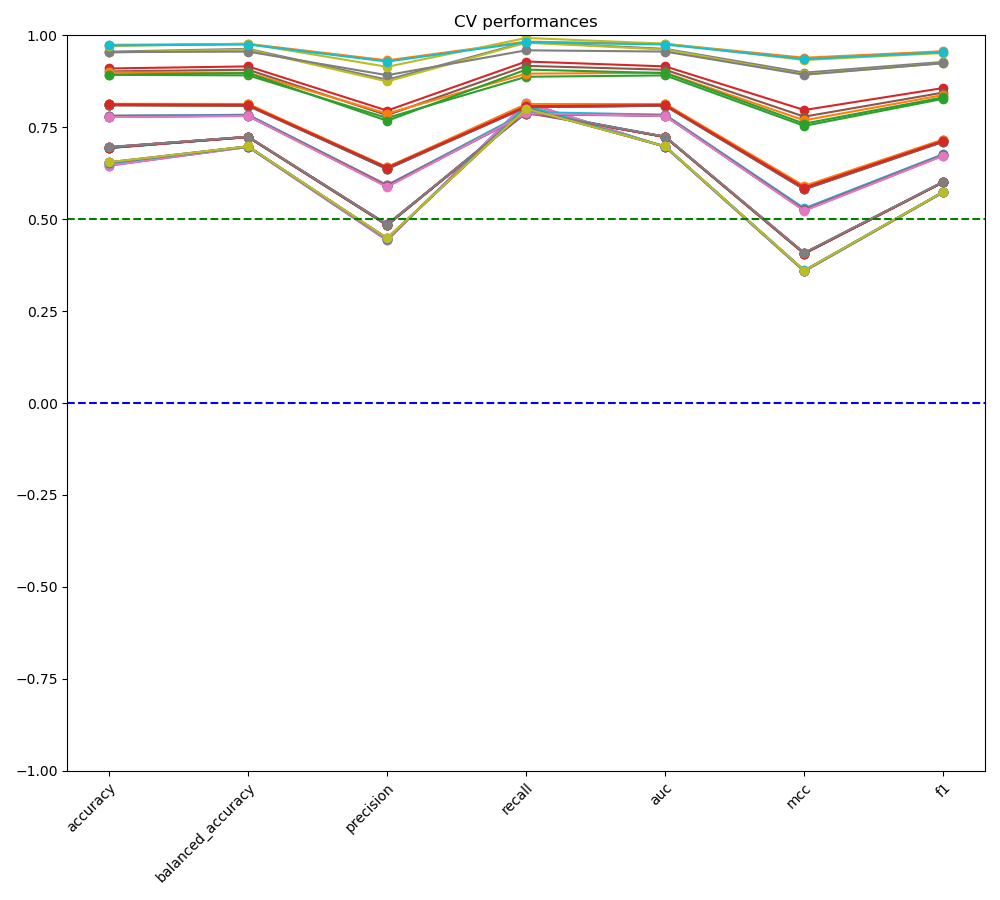 CV performances
1.00
0.75
0.50
0.25
0.00
−0.25
−0.50
−0.75
−1.00
accuracy
balanced_accuracy
precision
recall
auc
mcc
f1